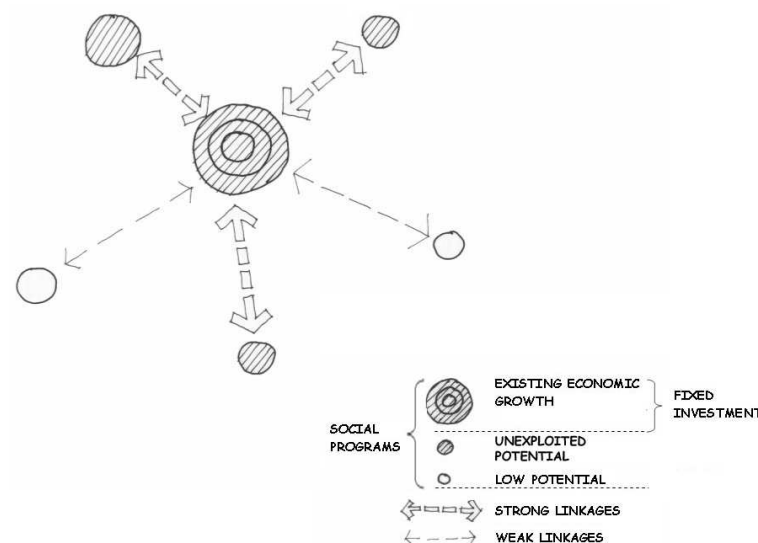 EXISTING ECONOMIC
GROWTH
FIXED
INVESTMENT
SOCIAL
PROGRAMS
UNEXPLOITED
POTENTIAL
LOW POTENTIAL
STRONG LINKAGES
WEAK LINKAGES